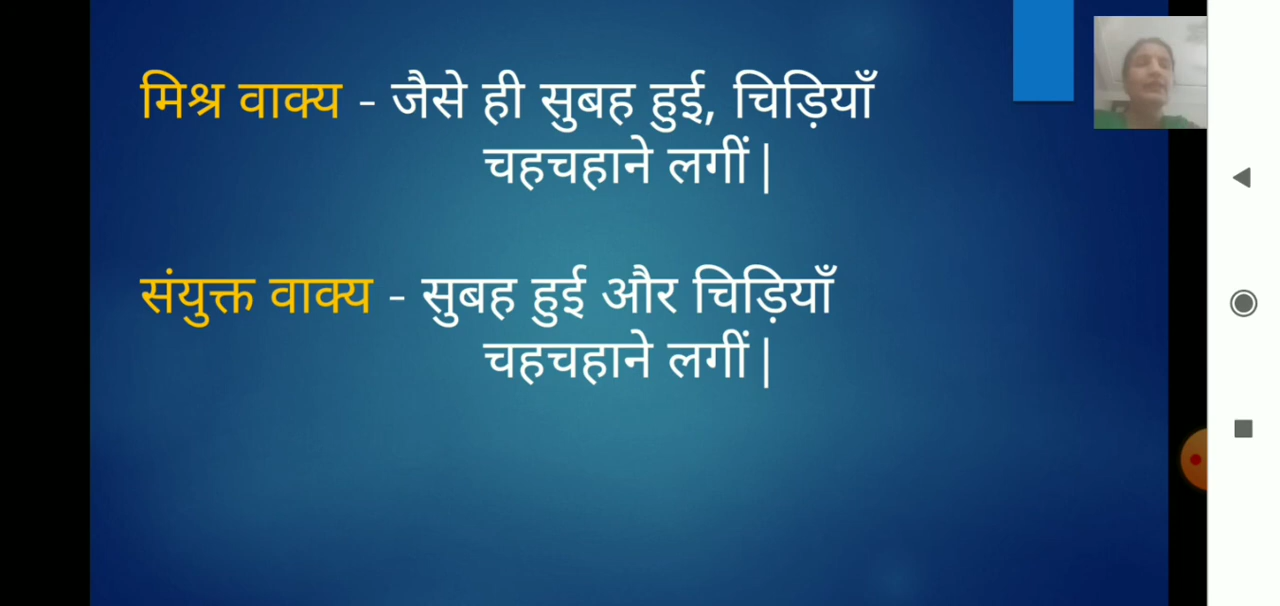 मिश्र वाक्य - जैसे ही सुबह हुई, चिड़ियाँ
चहचहाने लगीं|
संयुक्त वाक्य - सुबह हुई और चिड़ियाँ
चहचहाने लगीं|